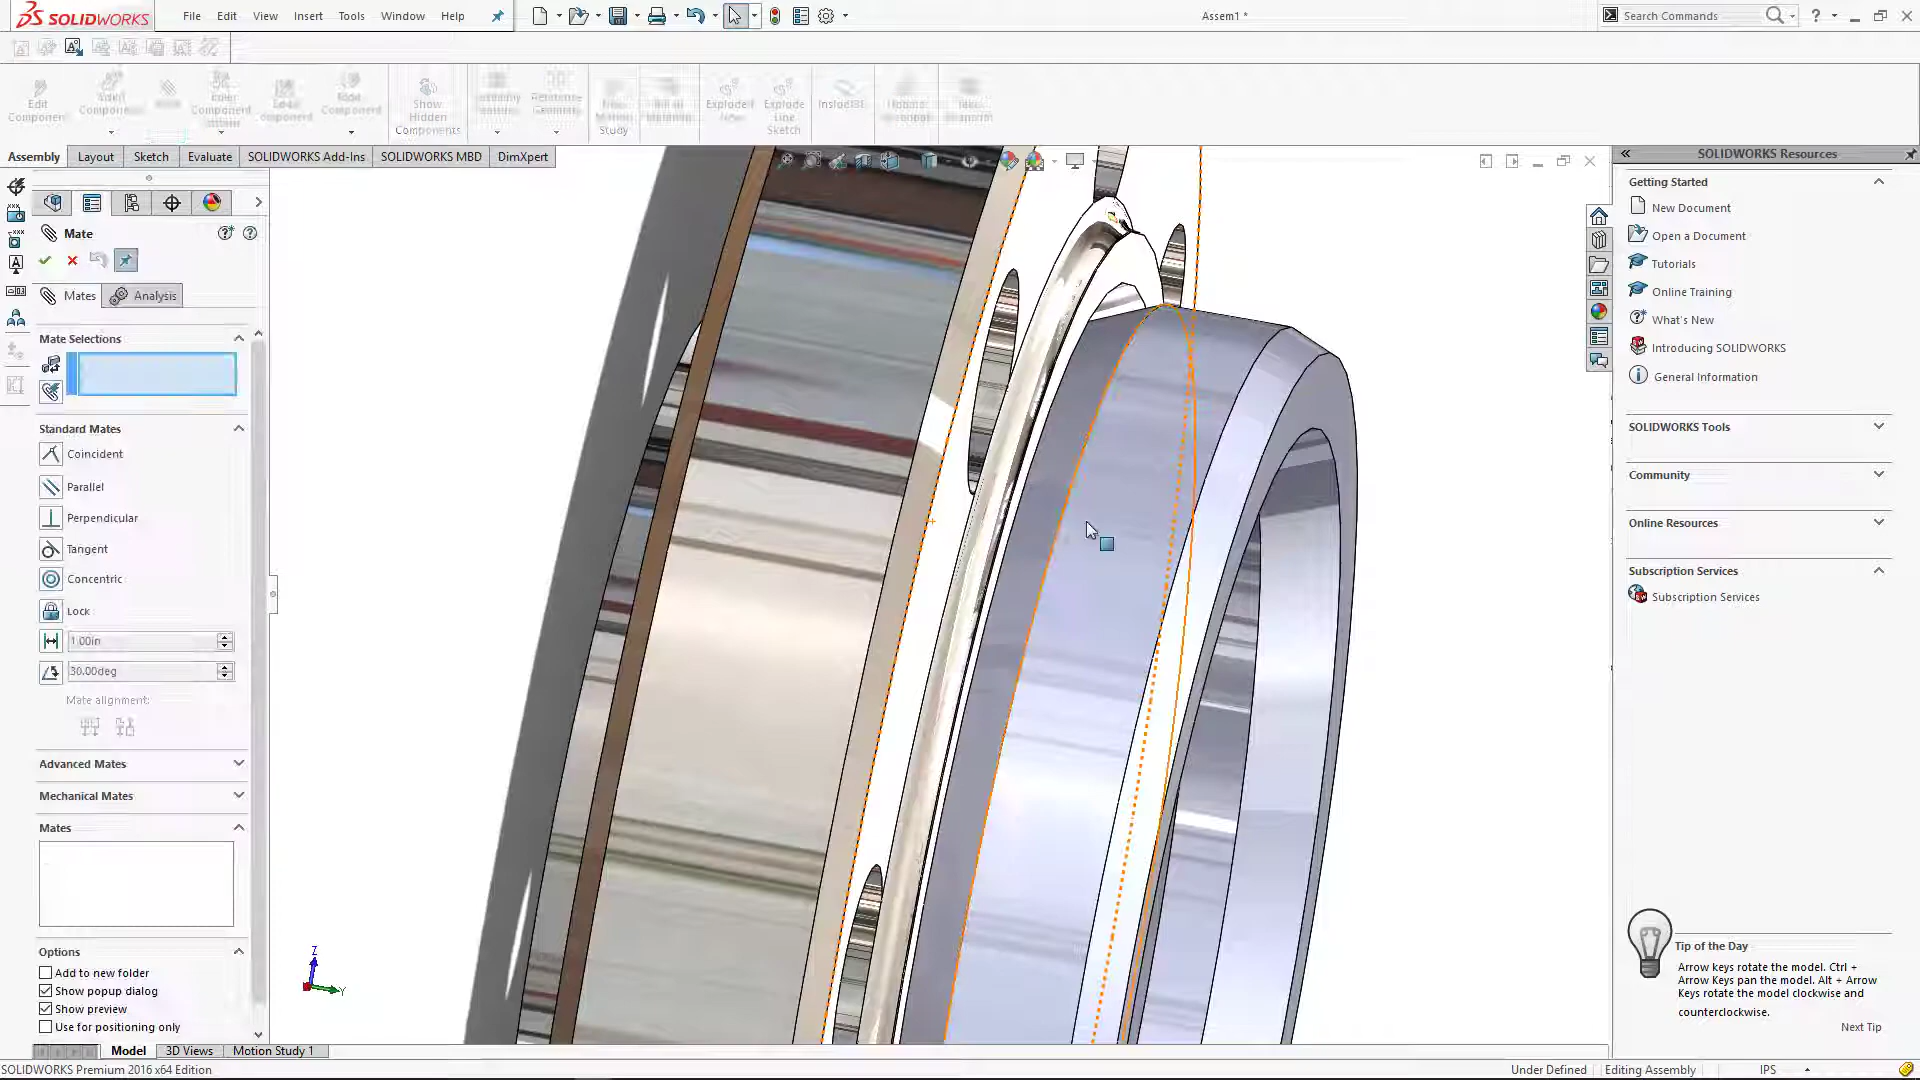 SOLIDWORKS
File Edit View Insert Tools Window Help
Assem1 *
Search Commands
Edit Component
Component
Component
Component
Show Hidden Components
Study
Explode Line Sketch
Assembly Layout Sketch Evaluate SOLIDWORKS Add-Ins SOLIDWORKS MBD DimXpert
Mate
Mates Analysis
Mate Selections
Standard Mates
Coincident
Parallel
Perpendicular
Tangent
Concentric
Lock
1.00in
30.00deg
Mate alignment:
Advanced Mates
Mechanical Mates
Mates
Options
Add to new folder
Show popup dialog
Show preview
Use for positioning only
Z
Y
SOLIDWORKS Resources
Getting Started
New Document
Open a Document
Tutorials
Online Training
What's New
Introducing SOLIDWORKS
General Information
SOLIDWORKS Tools
Community
Online Resources
Subscription Services
Subscription Services
Tip of the Day
Arrow keys rotate the model. Ctrl +
Arrow Keys pan the model. Alt + Arrow
Keys rotate the model clockwise and
counterclockwise.
Next Tip
Model 3D Views Motion Study 1
SOLIDWORKS Premium 2016 x64 Edition
Under Defined Editing Assembly IPS